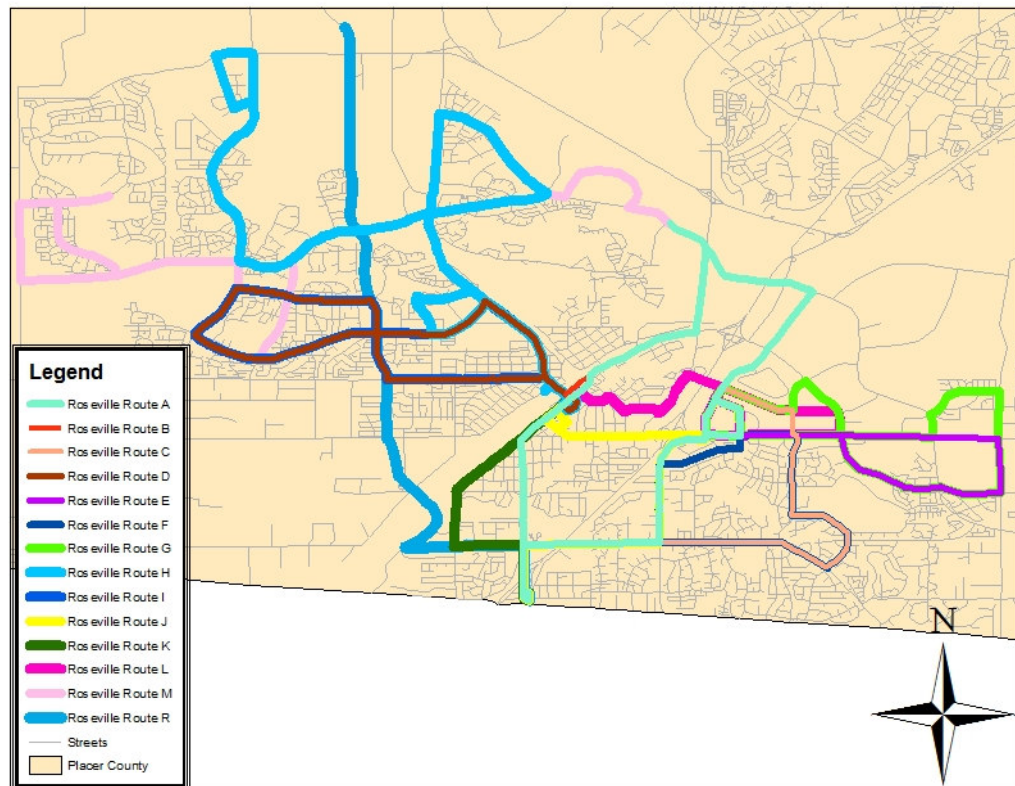 Legend
Roseville Route A
Roseville Route B
Roseville Route C
Roseville Route D
Roseville Route E
Roseville Route F
Roseville Route G
Roseville Route H
Roseville Route I
Roseville Route J
Roseville Route K
Roseville Route L
Roseville Route M
Roseville Route R
Streets
Placer County
N